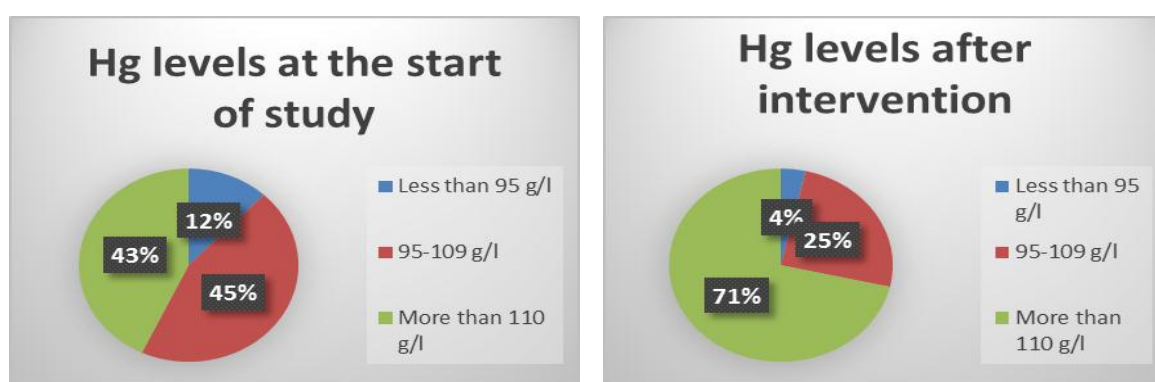 Hg levels at the start
of study
12%
43%
45%
Less than 95 g/l
95-109 g/l
More than 110
g/l
Hg levels after
intervention
4%
25%
71%
Less than 95
g/l
95-109 g/l
More than
110 g/l